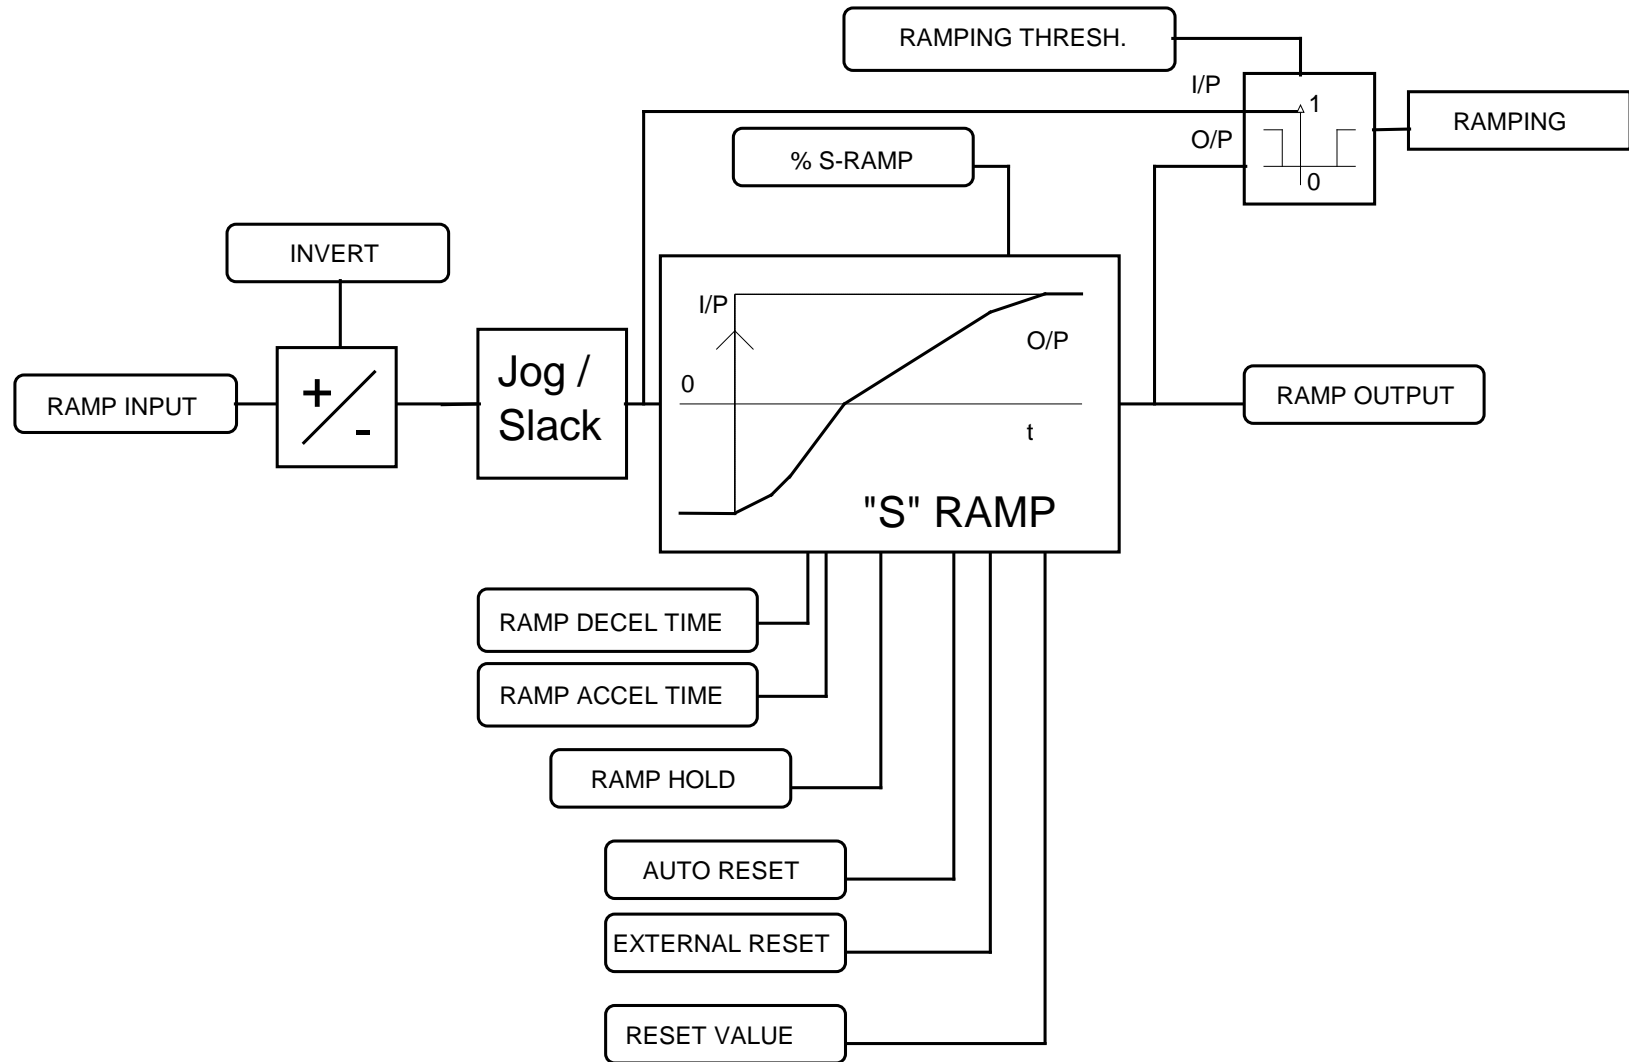 RAMPING THRESH.
I/P
1
RAMPING
O/P
0
% S-RAMP
INVERT
I/P
O/P
0
RAMP INPUT
+
-
Jog /
Slack
RAMP OUTPUT
t
"S" RAMP
RAMP DECEL TIME
RAMP ACCEL TIME
RAMP HOLD
AUTO RESET
EXTERNAL RESET
RESET VALUE